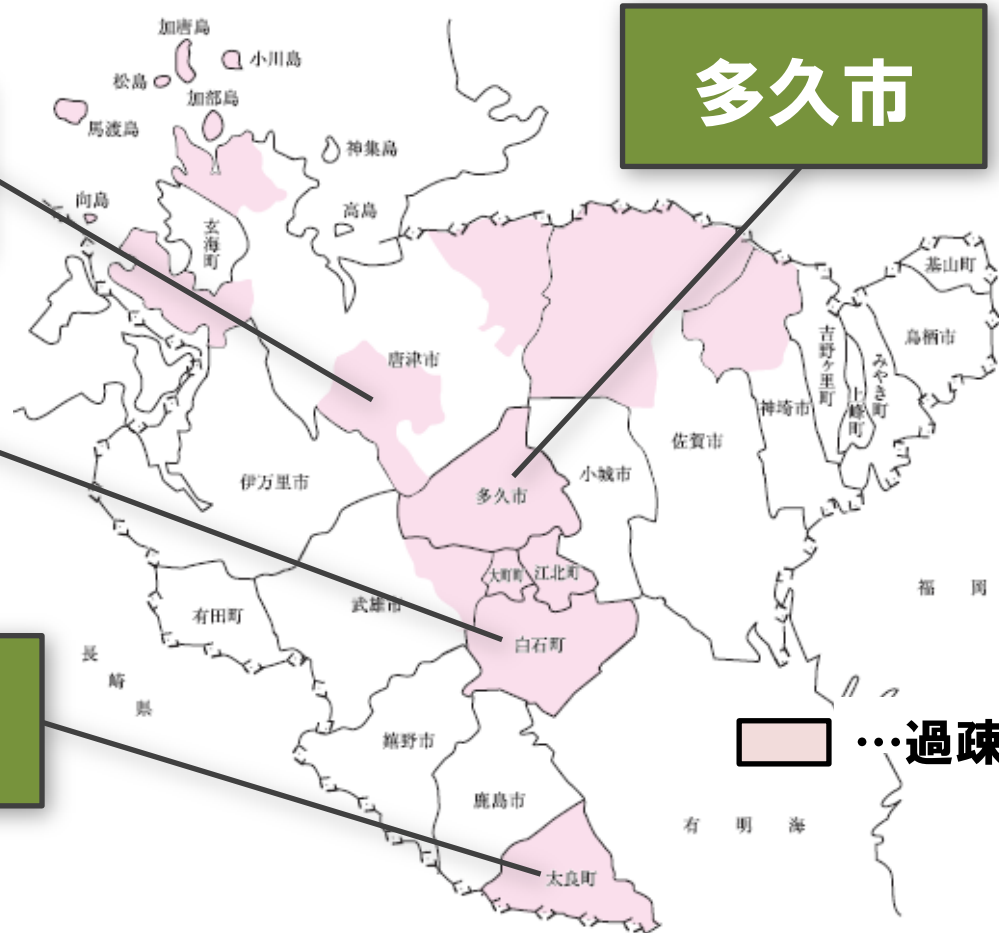 加唐島
小川島
松島
加部島
馬渡島
神集島
向島
高島
玄海町
多久市
基山町
鳥栖市
吉野ヶ里町
みやき町
上峰町
唐津市
神埼市
佐賀市
小城市
伊万里市
多久市
大町町
江北町
武雄市
有田町
白石町
福岡
長崎県
嬉野市
…過疎
鹿島市
有明海
太良町